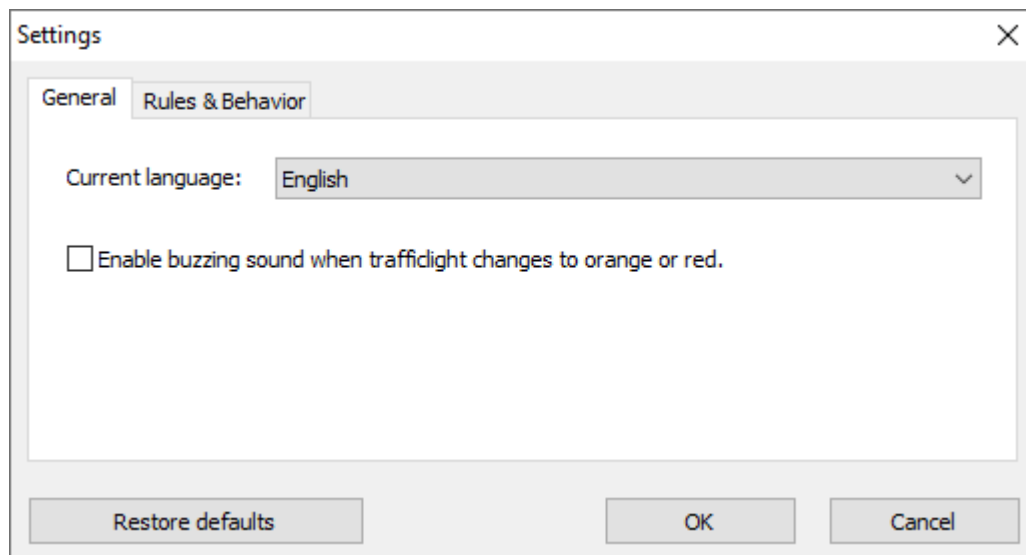 Settings
General
Rules & Behavior
Current language:
English
Enable buzzing sound when trafficlight changes to orange or red.
Restore defaults
OK
Cancel